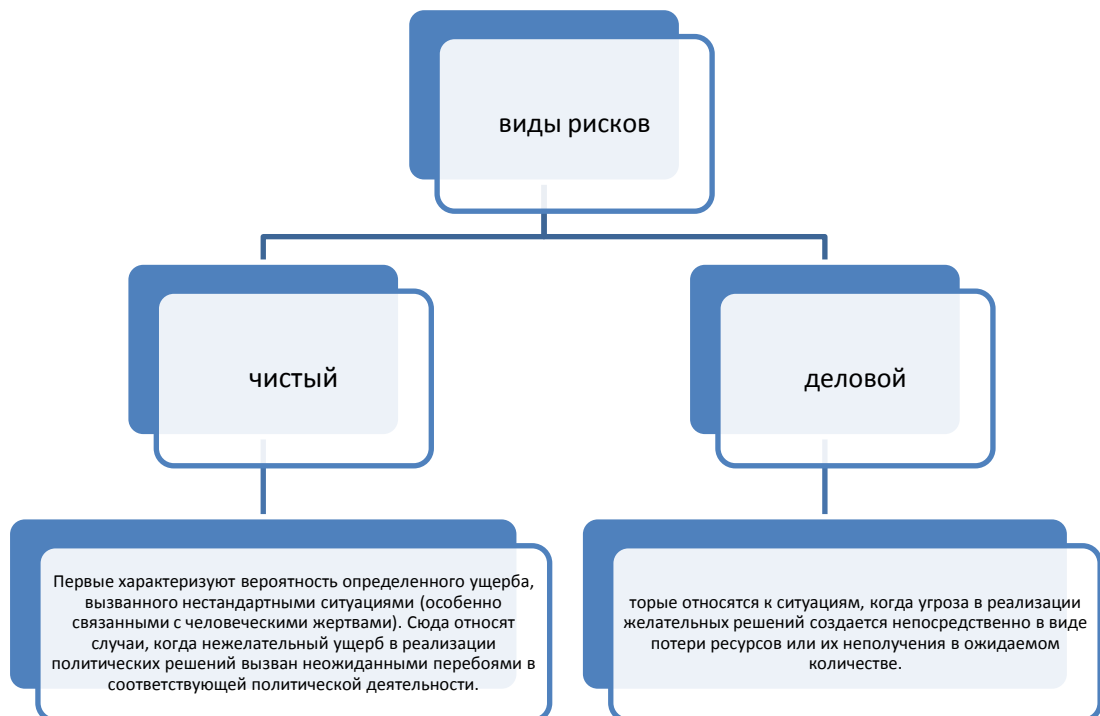 виды рисков
чистый
деловой
Первые характеризуют вероятность определенного ущерба,
вызванного нестандартными ситуациями (особенно
связанными с человеческими жертвами). Сюда относят
случаи, когда нежелательный ущерб в реализации
политических решений вызван неожиданными перебоями в
соответствующей политической деятельности.
торые относятся к ситуациям, когда угроза в реализации
желательных решений создается непосредственно в виде
потери ресурсов или их неполучения в ожидаемом
количестве.